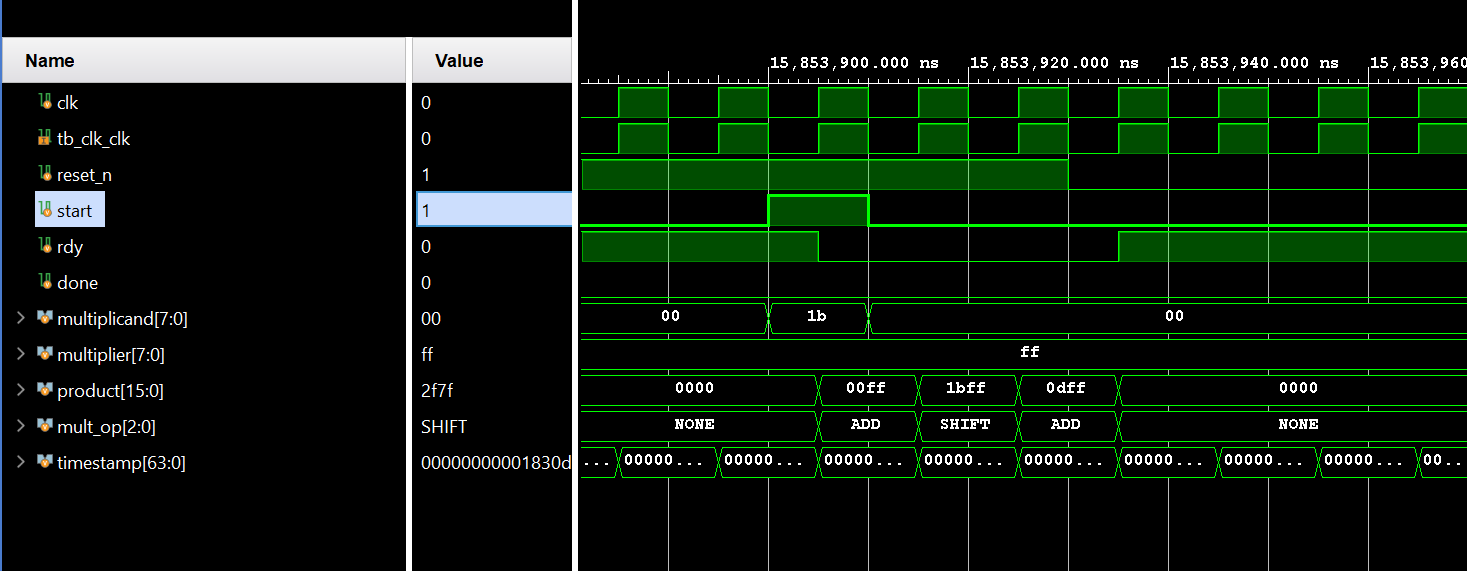 Name Value
15,853,900.000 ns 15,853,920.000 ns 15,853,940.000 ns 15,853,960
clk 0
tb_clk_clk 0
reset_n 1
start 1
rdy 0
done 0
multiplicand[7:0] 00 00 1b 00
multiplier[7:0] ff ff
product[15:0] 2f7f 0000 00ff 1bff 0dff 0000
mult_op[2:0] SHIFT NONE ADD SHIFT ADD NONE
timestamp[63:0] 00000000001830d ... 00000... 00000... 00000... 00000... 00000... 00000... 00000... 00000... 00...